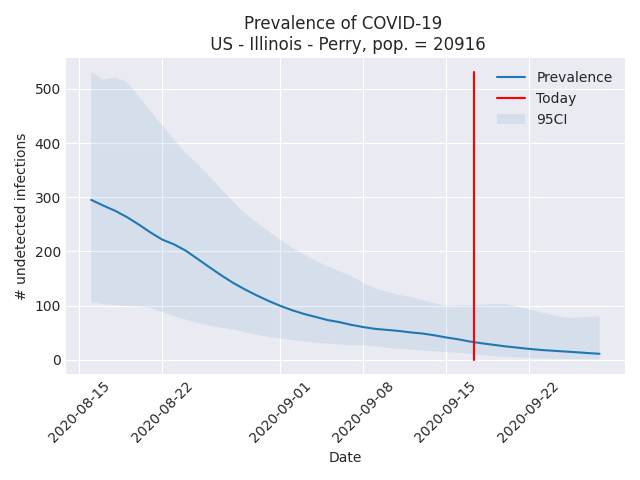 Prevalence of COVID-19
US - Illinois - Perry, pop. = 20916
Prevalence
Today
95CI
500
400
300
200
100
0
# undetected infections
2020-08-15
2020-08-22
2020-09-01
2020-09-08
2020-09-15
2020-09-22
Date